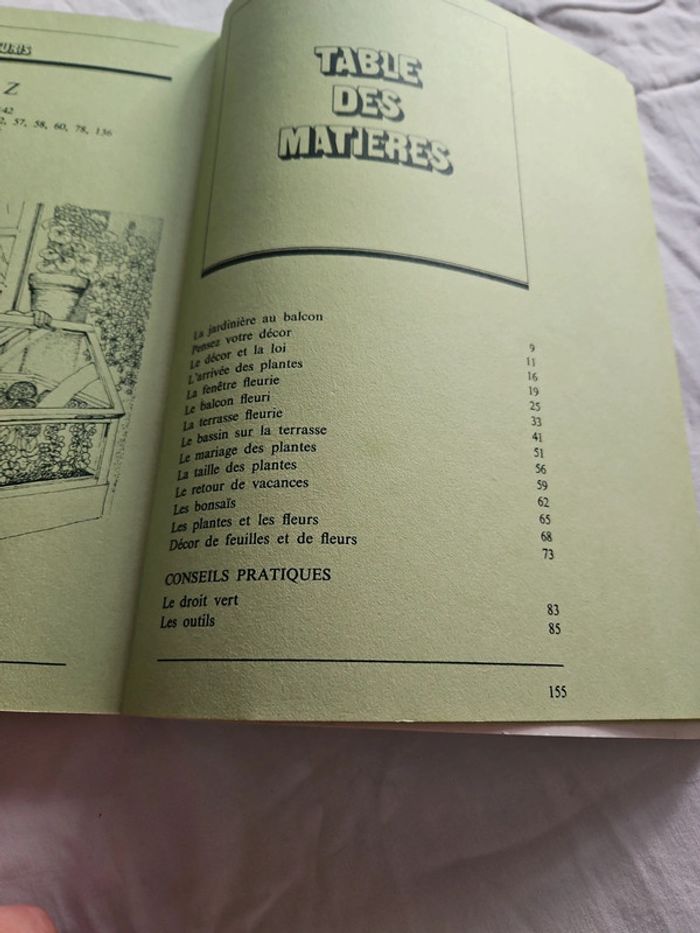 Z
42
2, 57, 58, 60, 78, 136
TABLE
DES
MATIERES
La jardinière au balcon 9
Pensez votre décor 11
Le décor et la loi 16
L'arrivée des plantes 19
La fenêtre fleurie 25
Le balcon fleuri 33
La terrasse fleurie 41
Le bassin sur la terrasse 51
Le mariage des plantes 56
La taille des plantes 59
Le retour de vacances 62
Les bonsaïs 65
Les plantes et les fleurs 68
Décor de feuilles et de fleurs 73
CONSEILS PRATIQUES
Le droit vert 83
Les outils 85
155